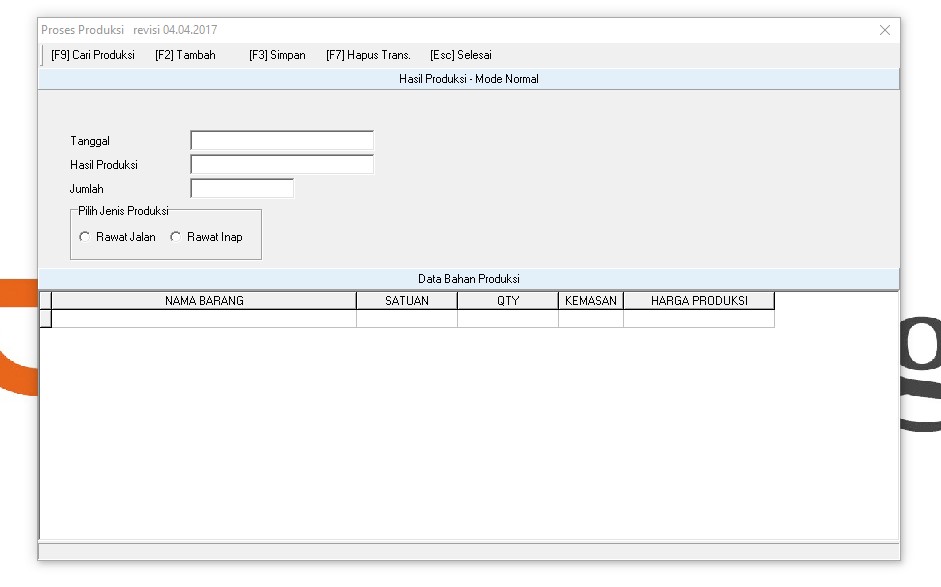 Proses Produksi revisi 04.04.2017
[F9] Cari Produksi [F2] Tambah [F3] Simpan [F7] Hapus Trans. [Esc] Selesai
Hasil Produksi - Mode Normal
Tanggal
Hasil Produksi
Jumlah
Pilih Jenis Produksi
Rawat Jalan Rawat Inap
Data Bahan Produksi
NAMA BARANG SATUAN QTY KEMASAN HARGA PRODUKSI
g